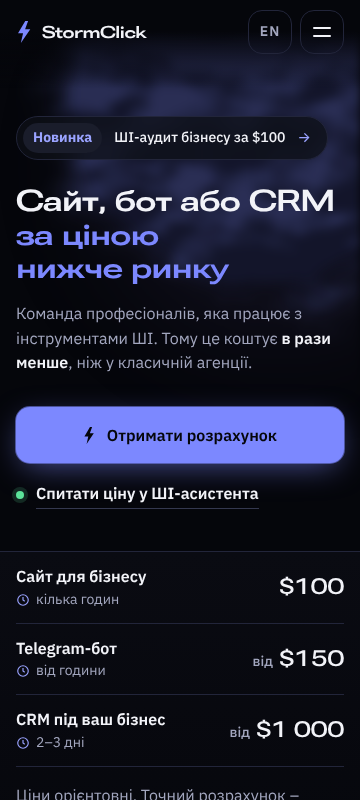 StormClick
EN
Новинка ШІ-аудит бізнесу за $100 →
Сайт, бот або CRM
за ціною
нижче ринку
Команда професіоналів, яка працює з
інструментами ШІ. Тому це коштує в рази
менше, ніж у класичній агенції.
Отримати розрахунок
Спитати ціну у ШІ-асистента
Сайт для бізнесу
$100
кілька годин
Telegram-бот
від $150
від години
CRM під ваш бізнес
від $1 000
2–3 дні
Ціни орієнтовні. Точний розрахунок –